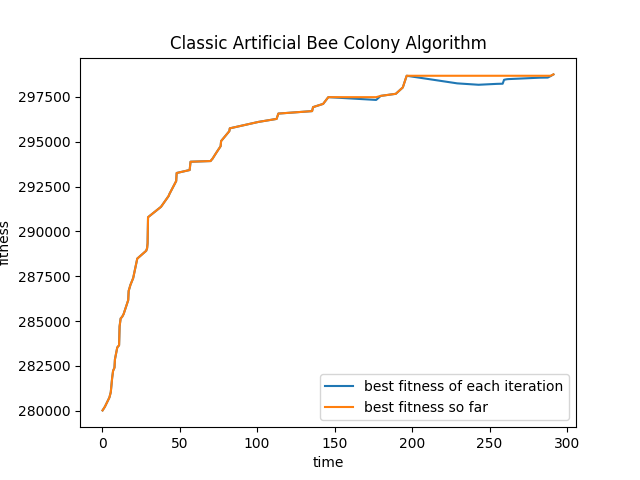 Classic Artificial Bee Colony Algorithm
fitness
297500
295000
292500
290000
287500
285000
282500
280000
best fitness of each iteration
best fitness so far
0 50 100 150 200 250 300
time